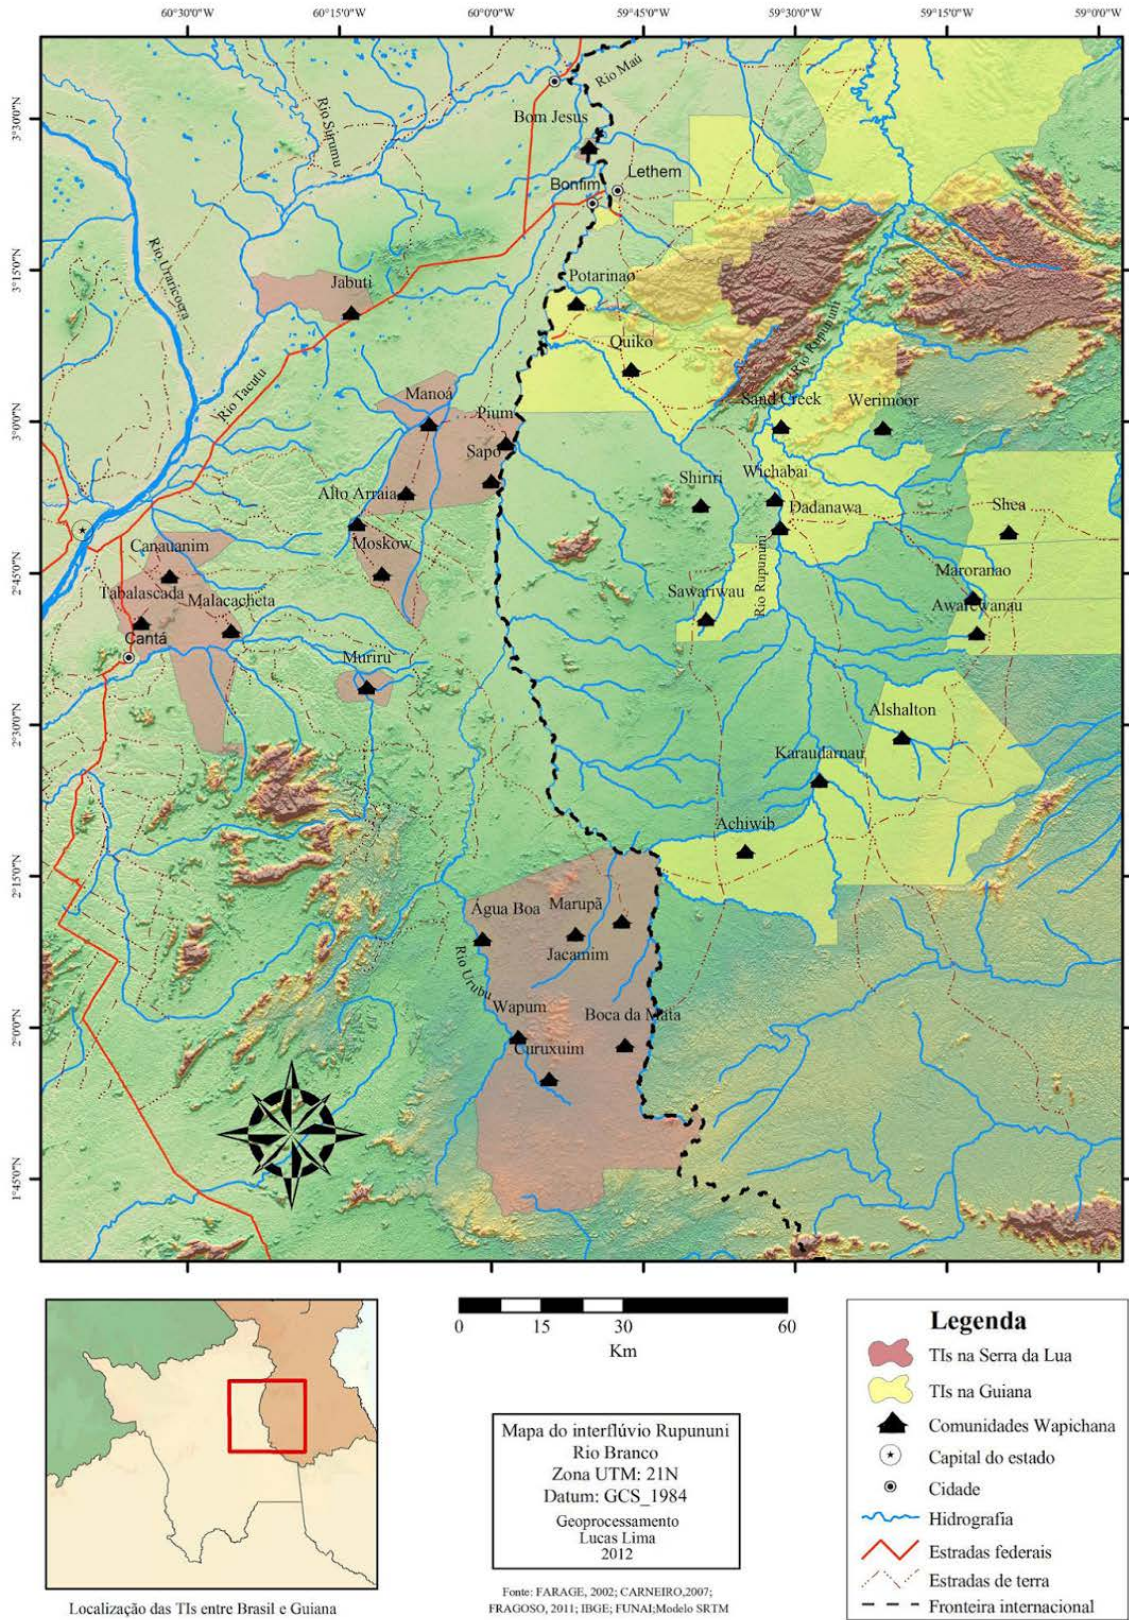 60°30'0"W 60°15'0"W 60°0'0"W 59°45'0"W 59°30'0"W 59°15'0"W 59°0'0"W
3°30'0"N
3°15'0"N
3°0'0"N
2°45'0"N
2°30'0"N
2°15'0"N
2°0'0"N
1°45'0"N
Rio Maú
Rio Surumu
Bom Jesus
Lethem
Bonfim
Rio Uraricoera
Jabuti
Potarinao
Rio Rupununi
Quiko
Rio Tacutu
Manoá
Pium
Sand Creek
Werimoor
Sapo
Alto Arraia
Shiriri
Wichabai
Dadanawa
Shea
Canauanim
Moskow
Tabalascada
Malacacheta
Sawariwau
Rio Rupununi
Maroranao
Awarewanau
Cantá
Muriru
Alshalton
Karaudarnau
Achiwib
Água Boa
Marupã
Jacamim
Rio Urubu
Wapum
Boca da Mata
Curuxuim
0 15 30 60
Km
Mapa do interflúvio Rupununi
Rio Branco
Zona UTM: 21N
Datum: GCS_1984
Geoprocessamento
Lucas Lima
2012
Fonte: FARAGE, 2002; CARNEIRO,2007;
FRAGOSO, 2011; IBGE; FUNAI;Modelo SRTM
Localização das TIs entre Brasil e Guiana
Legenda
TIs na Serra da Lua
TIs na Guiana
Comunidades Wapichana
Capital do estado
Cidade
Hidrografia
Estradas federais
Estradas de terra
Fronteira internacional